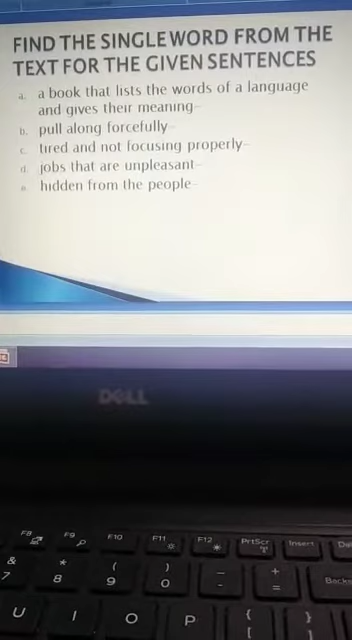 FIND THE SINGLE WORD FROM THE
TEXT FOR THE GIVEN SENTENCES
a. a book that lists the words of a language
and gives their meaning-
b. pull along forcefully-
c. tired and not focusing properly-
d. jobs that are unpleasant-
e. hidden from the people-
DELL
F8 F9 F10 F11 F12 PrtScr Insert
& * ( ) _ +
7 8 9 0 - =
U I O P { }
[